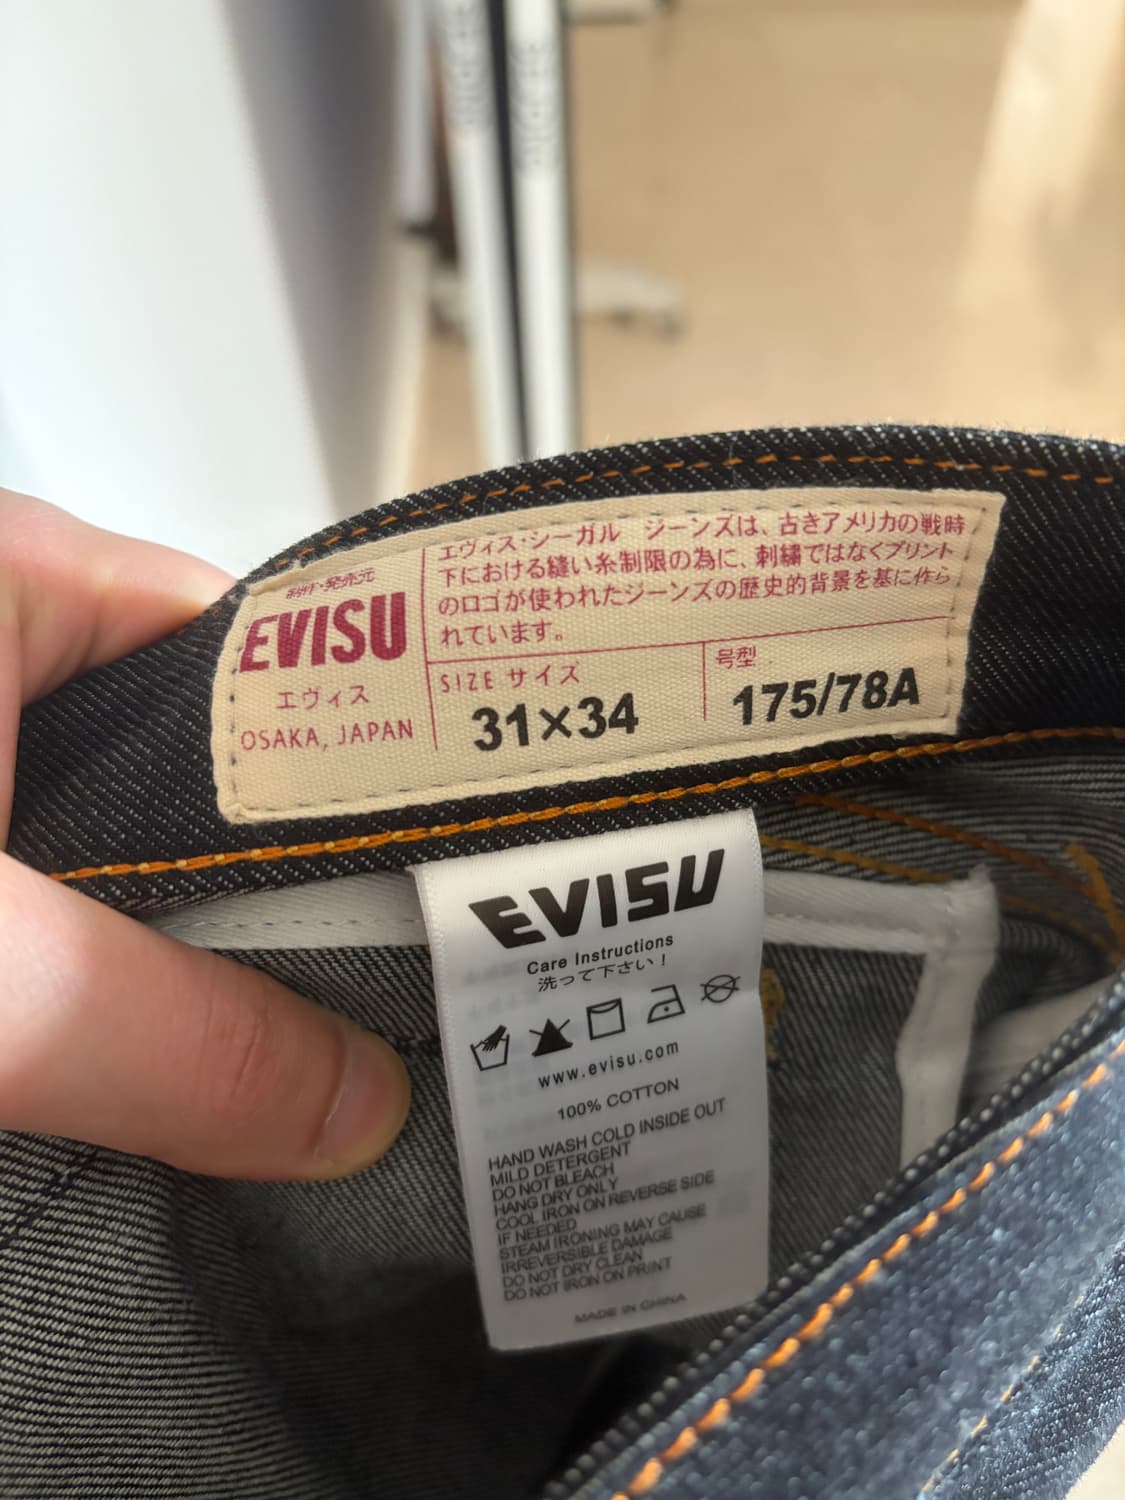 制作・発売元
EVISU
エヴィス
OSAKA, JAPAN
エヴィス・シーガル ジーンズは、古きアメリカの戦時
下における縫い糸制限の為に、刺繍ではなくプリント
のロゴが使われたジーンズの歴史的背景を基に作ら
れています。
SIZE サイズ
31×34
号型
175/78A
EVISU
Care Instructions
洗って下さい！
www.evisu.com
100% COTTON
HAND WASH COLD INSIDE OUT
MILD DETERGENT
DO NOT BLEACH
HANG DRY ONLY
COOL IRON ON REVERSE SIDE
IF NEEDED
STEAM IRONING MAY CAUSE
IRREVERSIBLE DAMAGE
DO NOT DRY CLEAN
DO NOT IRON ON PRINT
MADE IN CHINA